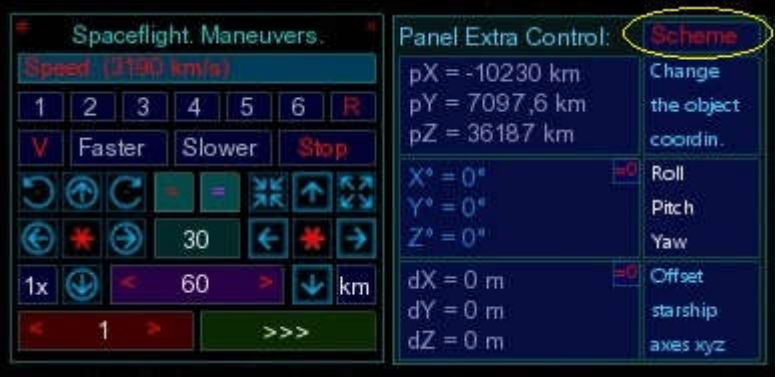 Spaceflight. Maneuvers.
Speed: (3190 km/s)
1 2 3 4 5 6 R
V Faster Slower Stop
= =
30
1x < 60 > km
< 1 > >>>
Panel Extra Control: Scheme
pX = -10230 km
pY = 7097,6 km
pZ = 36187 km
Change
the object
coordin.
X° = 0° =0
Y° = 0°
Z° = 0°
Roll
Pitch
Yaw
dX = 0 m =0
dY = 0 m
dZ = 0 m
Offset
starship
axes xyz